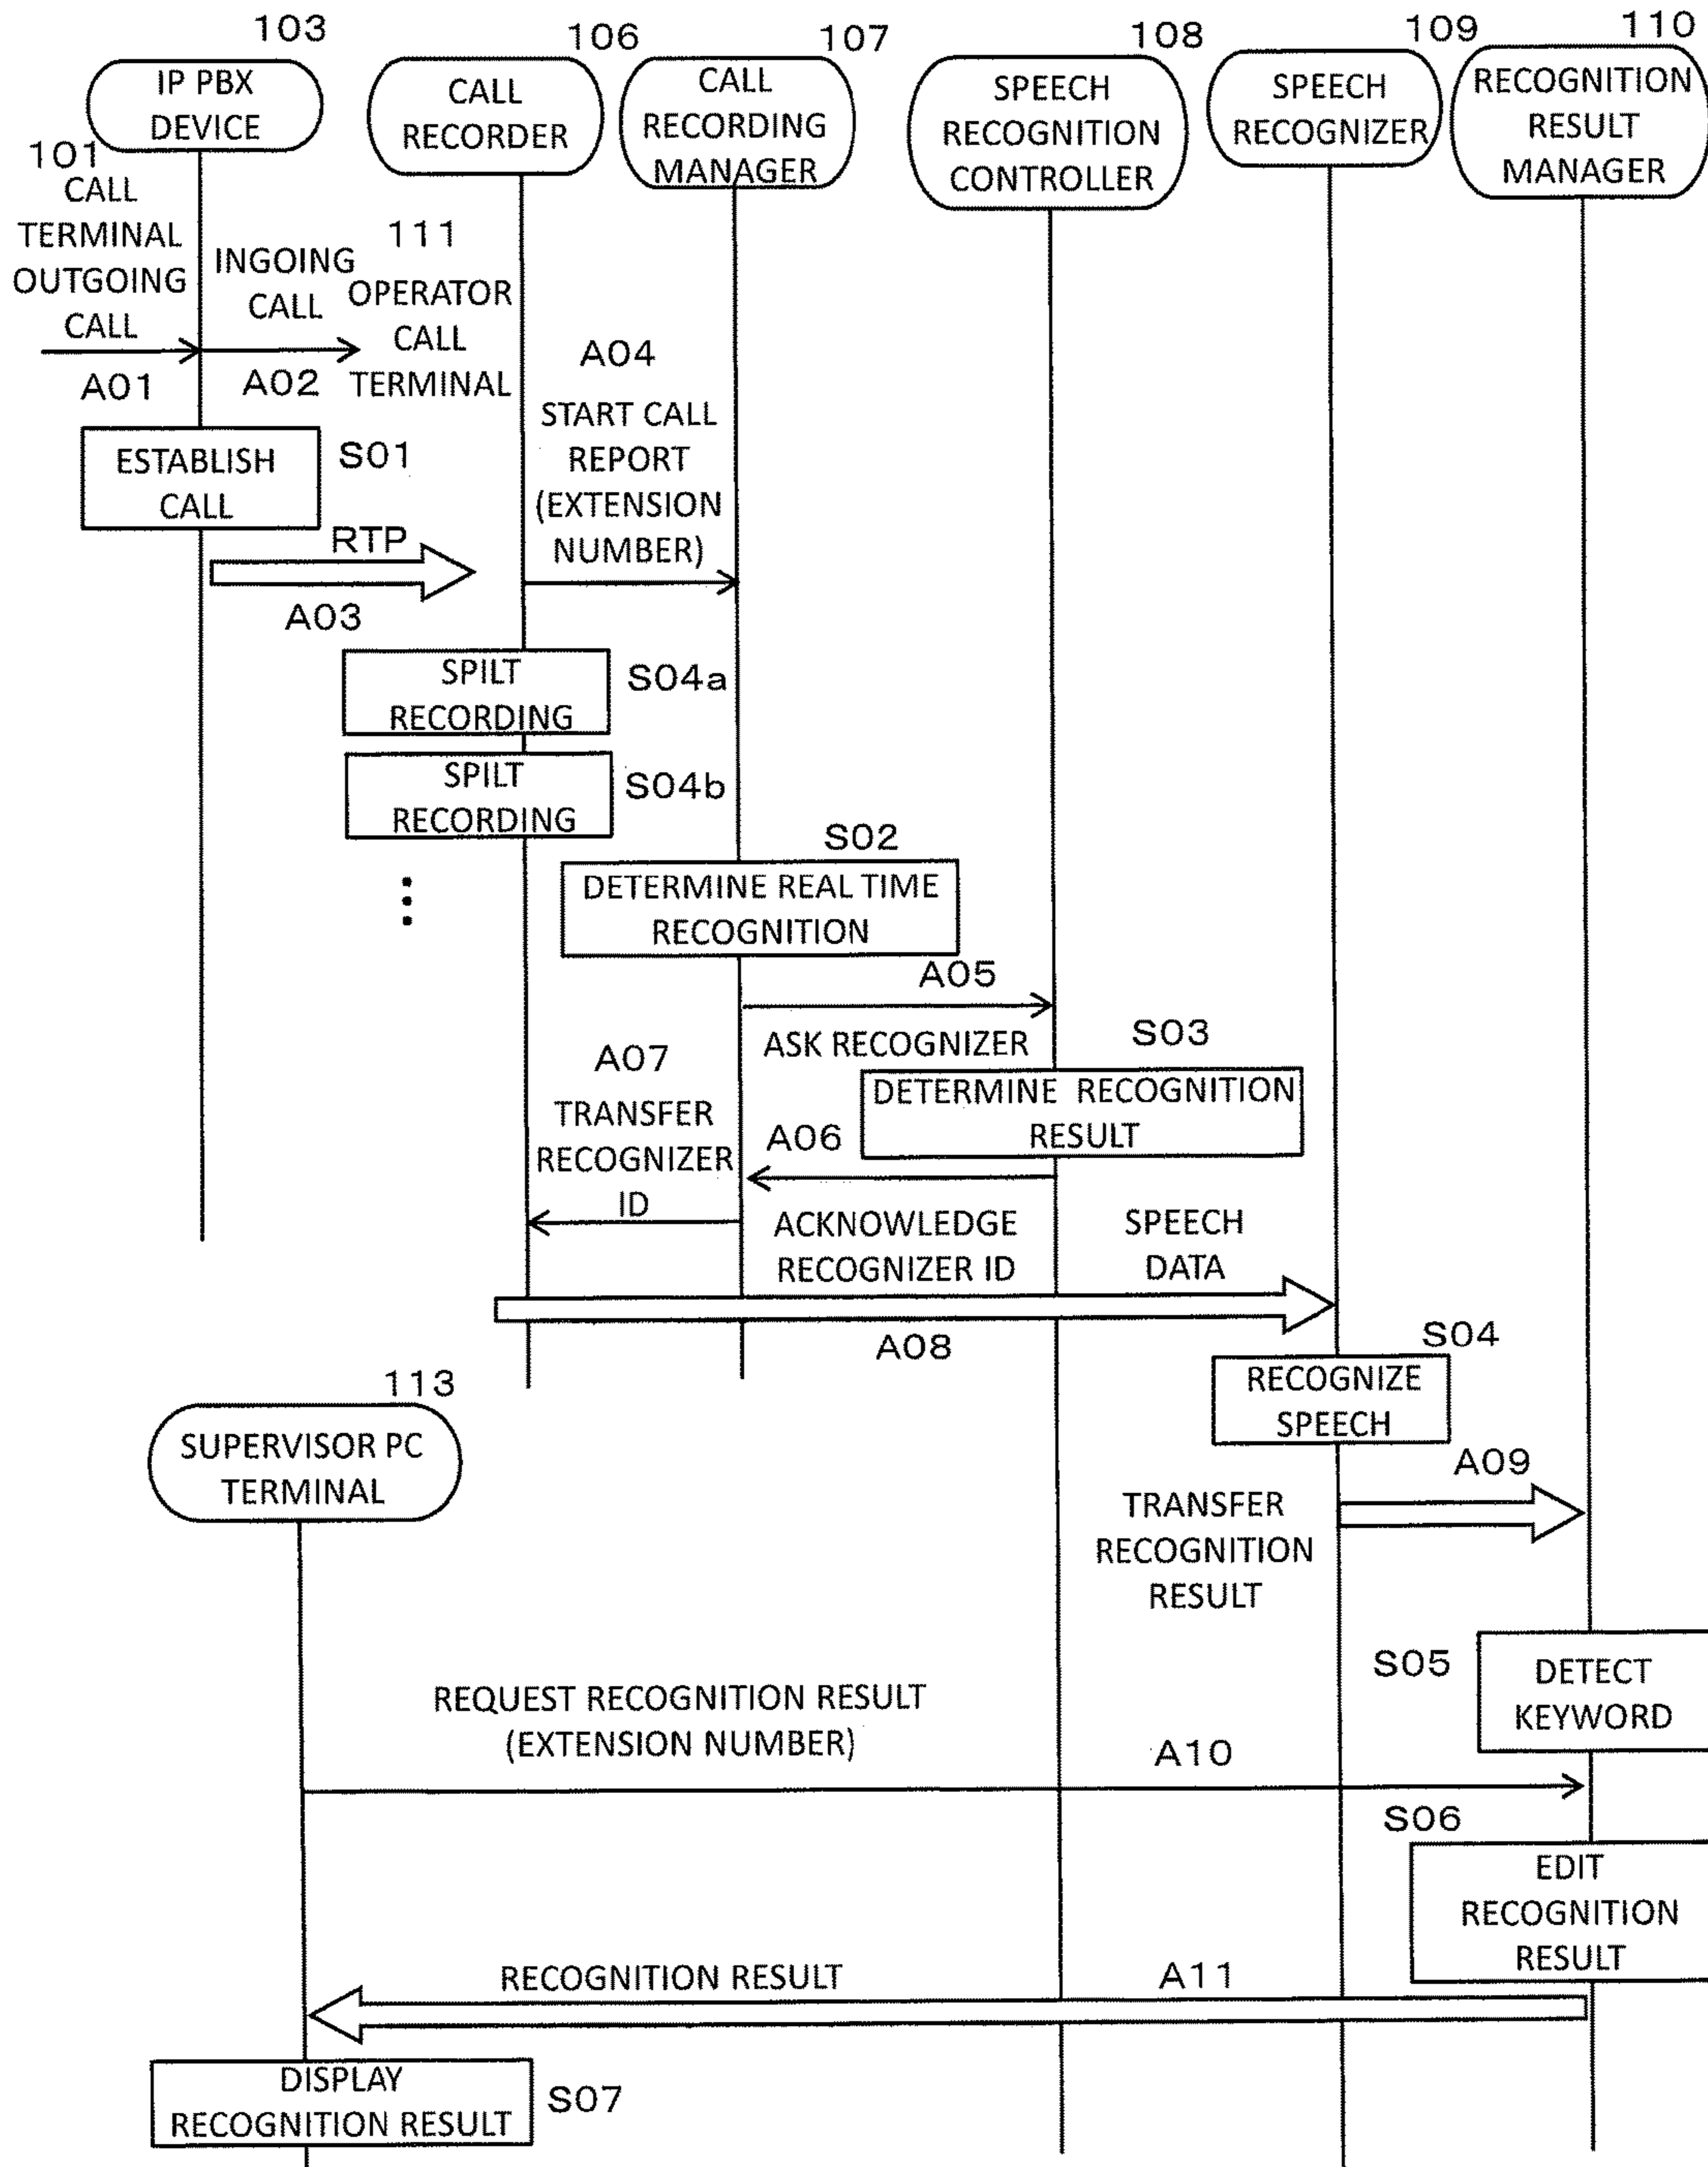 103
IP PBX
DEVICE
106
CALL
RECORDER
107
CALL
RECORDING
MANAGER
108
SPEECH
RECOGNITION
CONTROLLER
109
SPEECH
RECOGNIZER
110
RECOGNITION
RESULT
MANAGER
101
CALL
TERMINAL
OUTGOING
CALL
A01
INGOING
CALL
A02
111
OPERATOR
CALL
TERMINAL
A04
START CALL
REPORT
(EXTENSION
NUMBER)
ESTABLISH
CALL
S01
RTP
A03
SPILT
RECORDING
S04a
SPILT
RECORDING
S04b
S02
DETERMINE REAL TIME
RECOGNITION
A05
ASK RECOGNIZER
S03
DETERMINE RECOGNITION
RESULT
A07
TRANSFER
RECOGNIZER
ID
A06
ACKNOWLEDGE
RECOGNIZER ID
SPEECH
DATA
A08
S04
RECOGNIZE
SPEECH
113
SUPERVISOR PC
TERMINAL
A09
TRANSFER
RECOGNITION
RESULT
S05
DETECT
KEYWORD
REQUEST RECOGNITION RESULT
(EXTENSION NUMBER)
A10
S06
EDIT
RECOGNITION
RESULT
RECOGNITION RESULT
A11
DISPLAY
RECOGNITION RESULT
S07